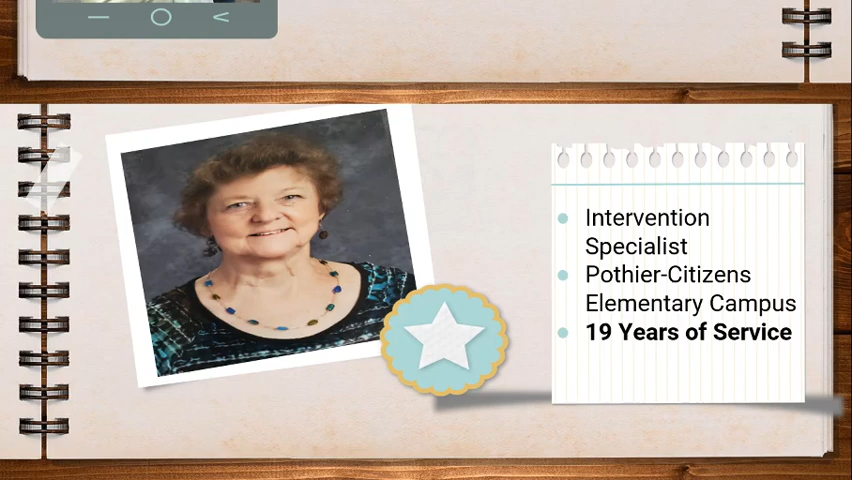 Intervention
Specialist
Pothier-Citizens
Elementary Campus
19 Years of Service